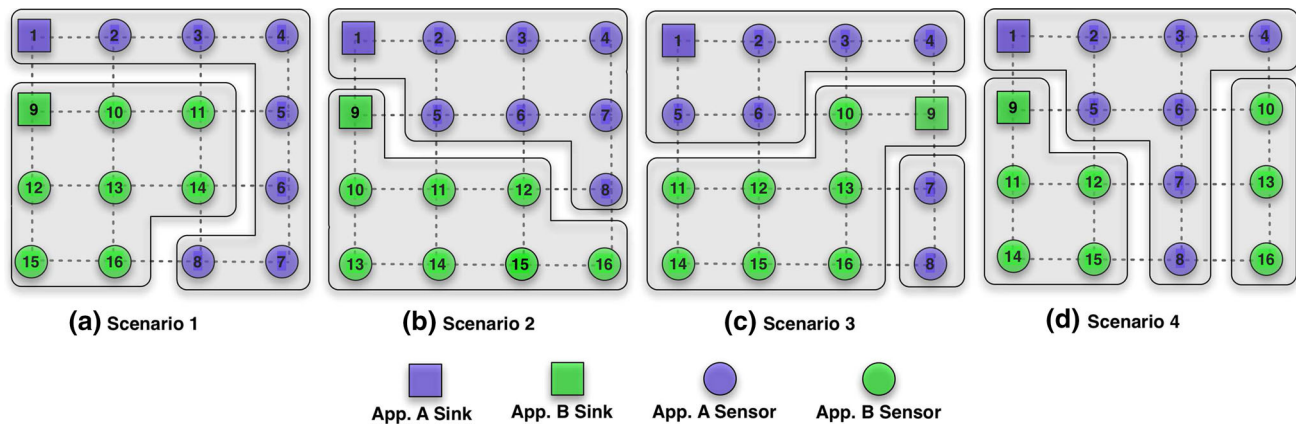 1 2 3 4
9 10 11 5
12 13 14 6
15 16 8 7
(a) Scenario 1
1 2 3 4
9 5 6 7
10 11 12 8
13 14 15 16
(b) Scenario 2
1 2 3 4
5 6 10 9
11 12 13 7
14 15 16 8
(c) Scenario 3
1 2 3 4
9 5 6 10
11 12 7 13
14 15 8 16
(d) Scenario 4
App. A Sink
App. B Sink
App. A Sensor
App. B Sensor